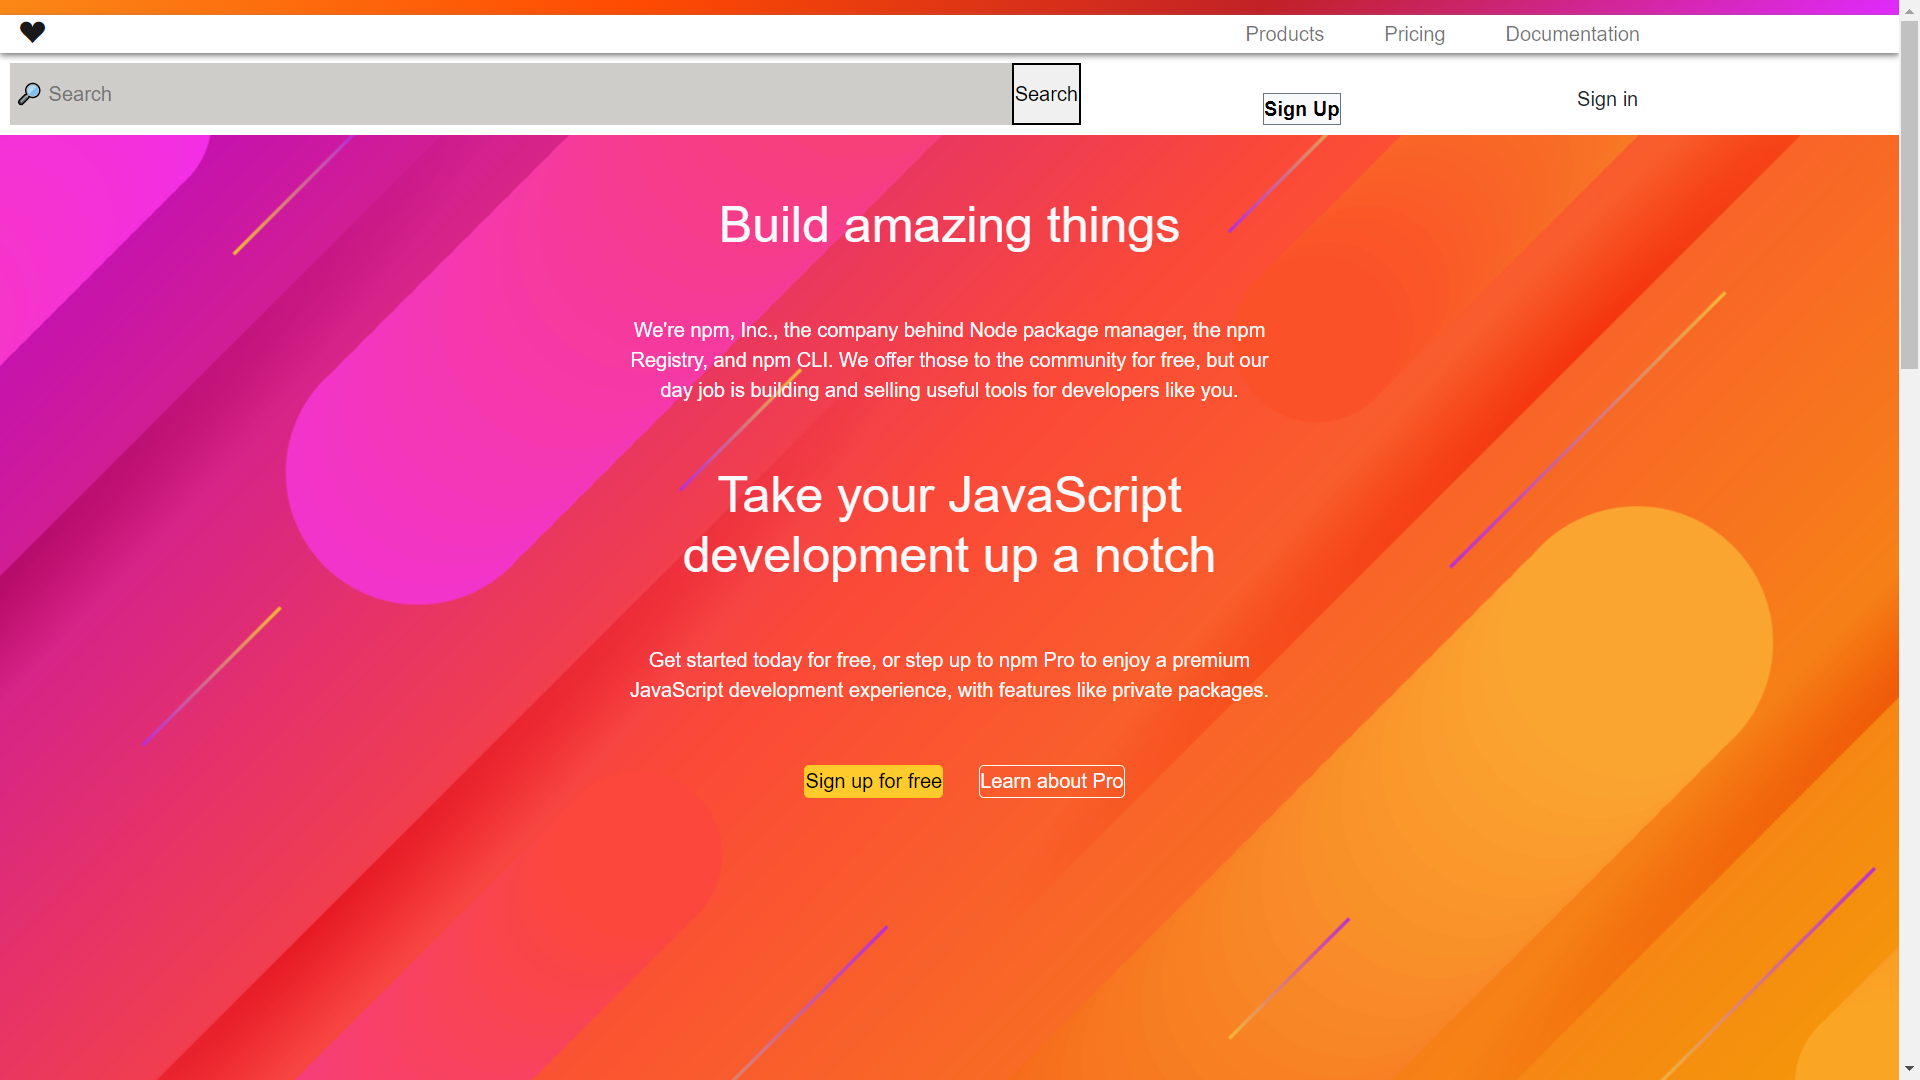 Products Pricing Documentation
Search Search Sign Up Sign in
Build amazing things
We're npm, Inc., the company behind Node package manager, the npm
Registry, and npm CLI. We offer those to the community for free, but our
day job is building and selling useful tools for developers like you.
Take your JavaScript
development up a notch
Get started today for free, or step up to npm Pro to enjoy a premium
JavaScript development experience, with features like private packages.
Sign up for free Learn about Pro